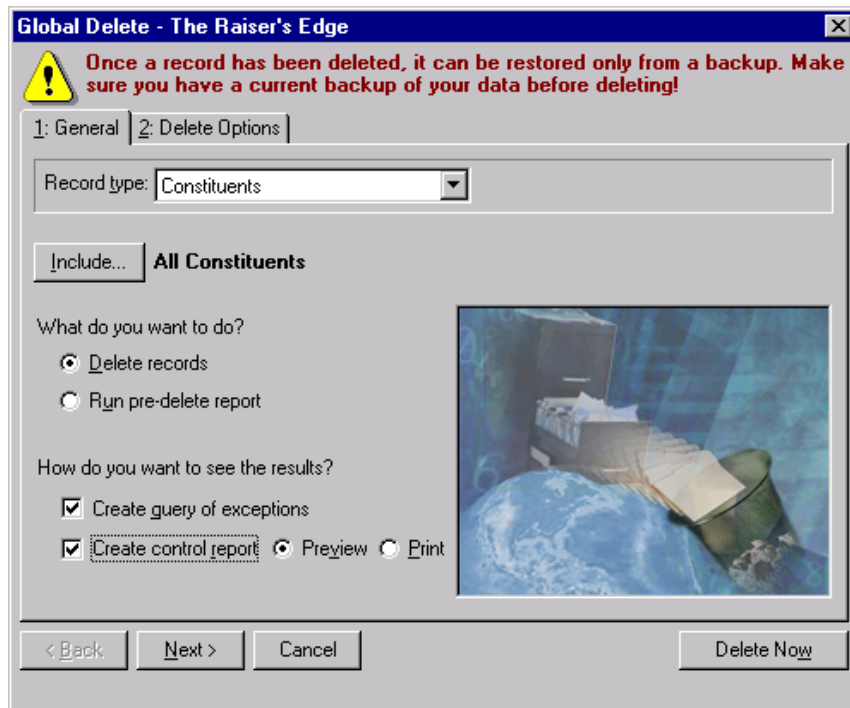 Global Delete - The Raiser's Edge
Once a record has been deleted, it can be restored only from a backup. Make
sure you have a current backup of your data before deleting!
1: General 2: Delete Options
Record type: Constituents
Include... All Constituents
What do you want to do?
Delete records
Run pre-delete report
How do you want to see the results?
Create query of exceptions
Create control report Preview Print
< Back Next > Cancel Delete Now